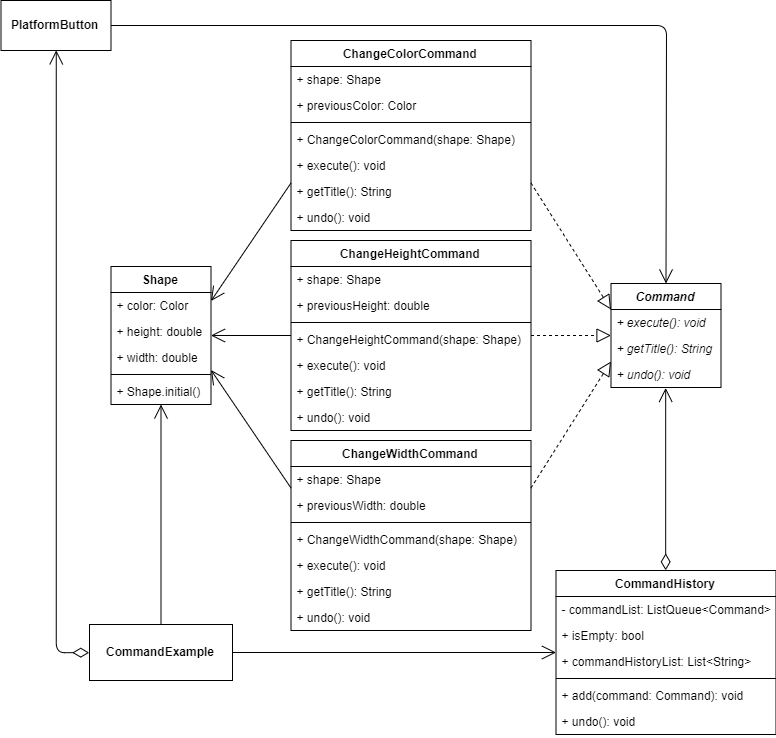 PlatformButton
ChangeColorCommand
+ shape: Shape
+ previousColor: Color
+ ChangeColorCommand(shape: Shape)
+ execute(): void
+ getTitle(): String
+ undo(): void
ChangeHeightCommand
+ shape: Shape
+ previousHeight: double
+ ChangeHeightCommand(shape: Shape)
+ execute(): void
+ getTitle(): String
+ undo(): void
Shape
+ color: Color
+ height: double
+ width: double
+ Shape.initial()
Command
+ execute(): void
+ getTitle(): String
+ undo(): void
ChangeWidthCommand
+ shape: Shape
+ previousWidth: double
+ ChangeWidthCommand(shape: Shape)
+ execute(): void
+ getTitle(): String
+ undo(): void
CommandExample
CommandHistory
- commandList: ListQueue<Command>
+ isEmpty: bool
+ commandHistoryList: List<String>
+ add(command: Command): void
+ undo(): void